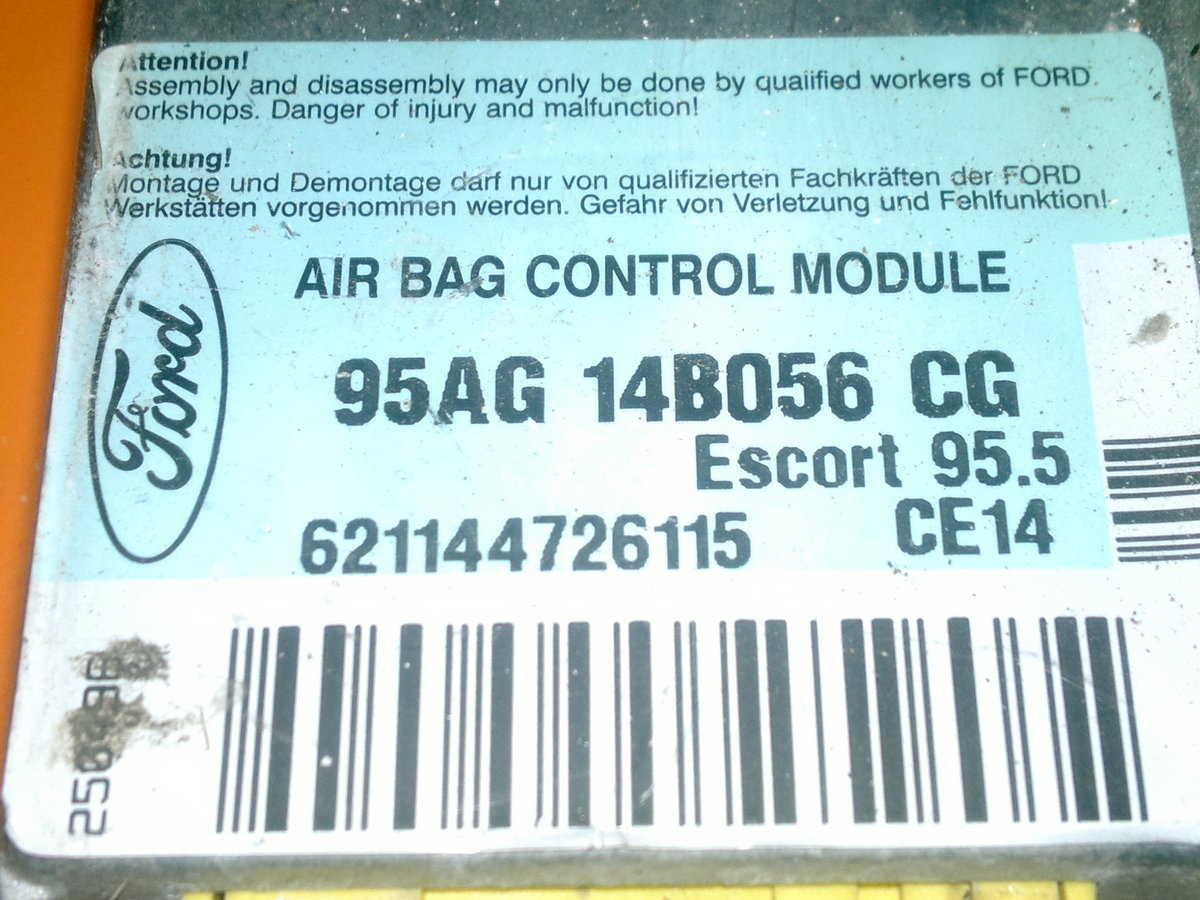 Attention!
Assembly and disassembly may only be done by qualified workers of FORD
workshops. Danger of injury and malfunction!
Achtung!
Montage und Demontage darf nur von qualifizierten Fachkräften der FORD
Werkstätten vorgenommen werden. Gefahr von Verletzung und Fehlfunktion!
AIR BAG CONTROL MODULE
Ford
95AG 14B056 CG
Escort 95.5
621144726115
CE14